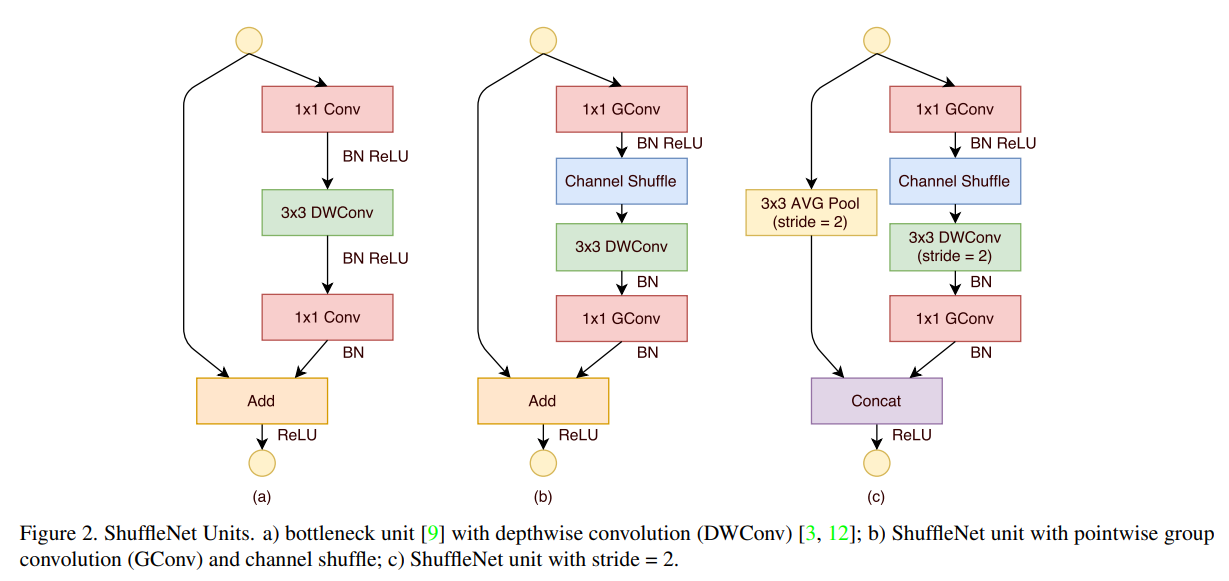 1x1 Conv
BN ReLU
3x3 DWConv
BN ReLU
1x1 Conv
BN
Add
ReLU
(a)
1x1 GConv
BN ReLU
Channel Shuffle
3x3 DWConv
BN
1x1 GConv
BN
Add
ReLU
(b)
1x1 GConv
BN ReLU
Channel Shuffle
3x3 AVG Pool
(stride = 2)
3x3 DWConv
(stride = 2)
BN
1x1 GConv
BN
Concat
ReLU
(c)
Figure 2. ShuffleNet Units. a) bottleneck unit [9] with depthwise convolution (DWConv) [3, 12]; b) ShuffleNet unit with pointwise group
convolution (GConv) and channel shuffle; c) ShuffleNet unit with stride = 2.